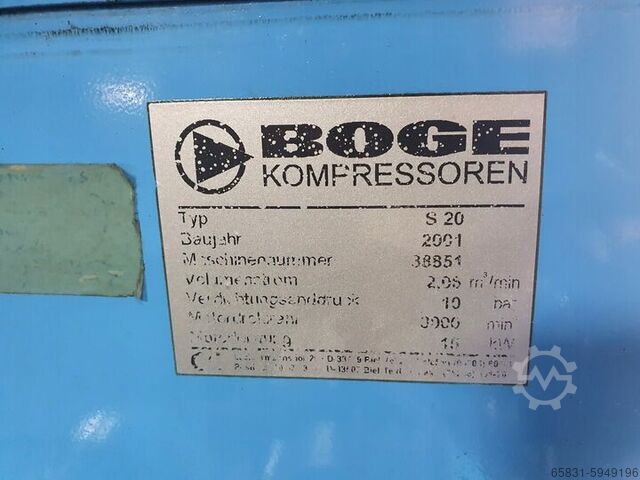 BOGE
KOMPRESSOREN
Typ S 20
Baujahr 2001
Maschinennummer 38851
Volumenstrom 2,05 m³/min
Verdichtungsenddruck 10 bar
Motordrehzahl 3000 min
Motorleistung 15 kW
65831-5949196